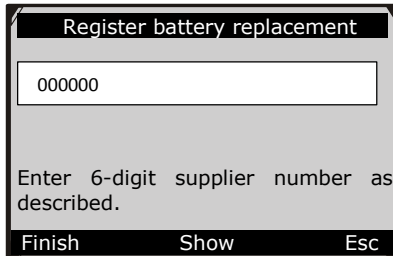 Register battery replacement
000000
Enter 6-digit supplier number as
described.
Finish Show Esc